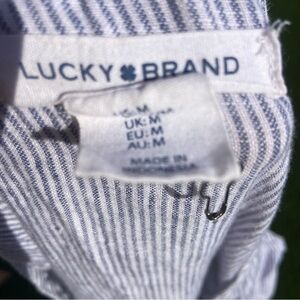 LUCKY BRAND
UK: M
EU: M
AU: M
MADE IN
INDONESIA